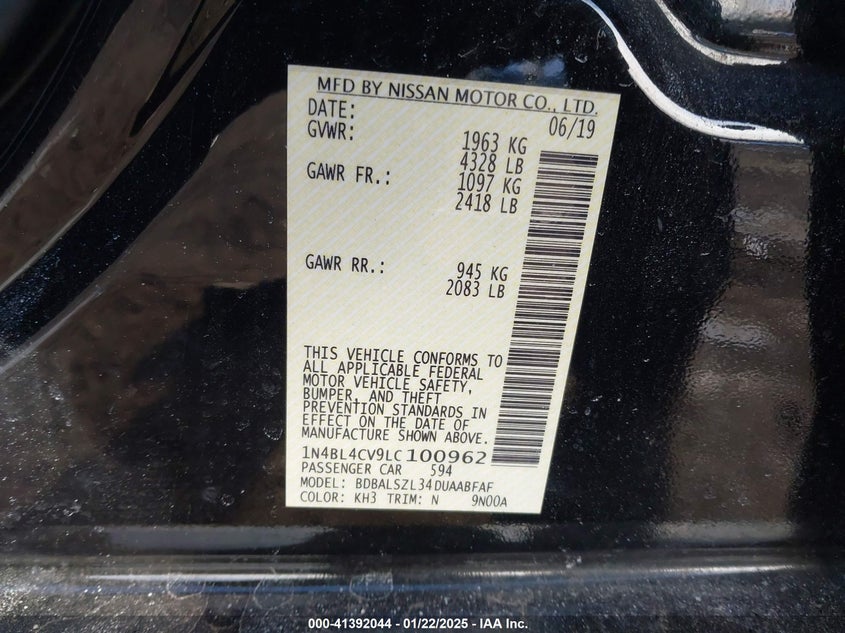 MFD BY NISSAN MOTOR CO., LTD.
DATE: 06/19
GVWR: 1963 KG
4328 LB
GAWR FR.: 1097 KG
2418 LB
GAWR RR.: 945 KG
2083 LB
THIS VEHICLE CONFORMS TO
ALL APPLICABLE FEDERAL
MOTOR VEHICLE SAFETY,
BUMPER, AND THEFT
PREVENTION STANDARDS IN
EFFECT ON THE DATE OF
MANUFACTURE SHOWN ABOVE.
1N4BL4CV9LC100962
PASSENGER CAR 594
MODEL: BDBALSZL34DUAABFAF
COLOR: KH3 TRIM: N 9N00A
000-41392044 - 01/22/2025 - IAA Inc.